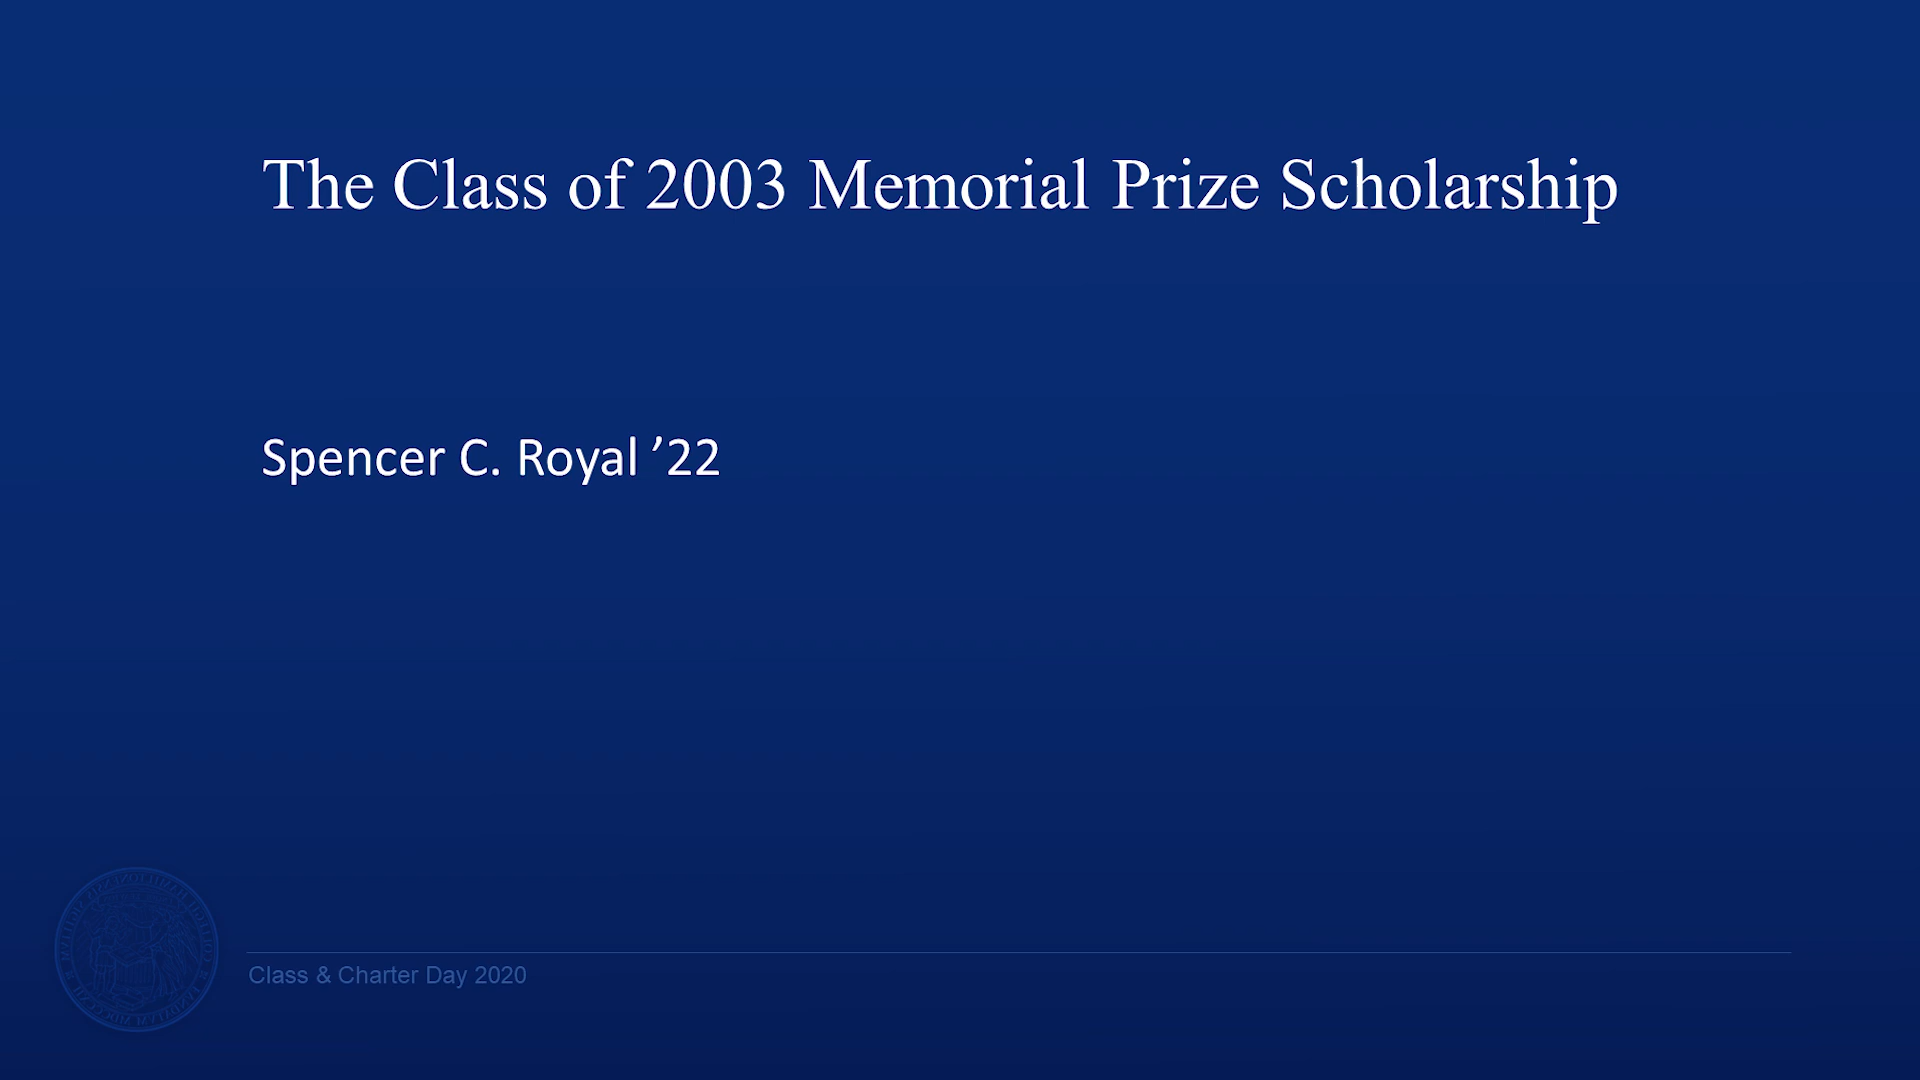 The Class of 2003 Memorial Prize Scholarship
Spencer C. Royal ’22
Class & Charter Day 2020